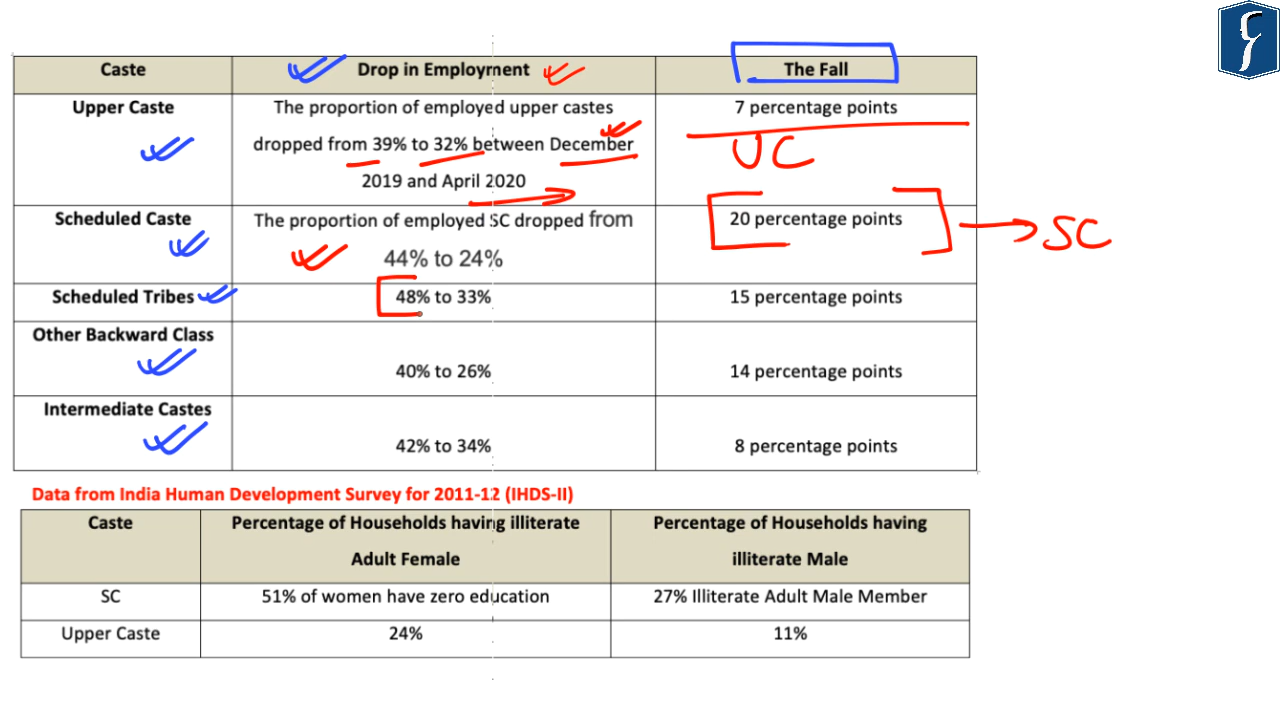 Caste Drop in Employment The Fall
Upper Caste The proportion of employed upper castes 7 percentage points
dropped from 39% to 32% between December UC
2019 and April 2020
Scheduled Caste The proportion of employed SC dropped from 20 percentage points SC
44% to 24%
Scheduled Tribes 48% to 33% 15 percentage points
Other Backward Class
40% to 26% 14 percentage points
Intermediate Castes
42% to 34% 8 percentage points
Data from India Human Development Survey for 2011-12 (IHDS-II)
Caste Percentage of Households having illiterate Percentage of Households having
Adult Female illiterate Male
SC 51% of women have zero education 27% Illiterate Adult Male Member
Upper Caste 24% 11%